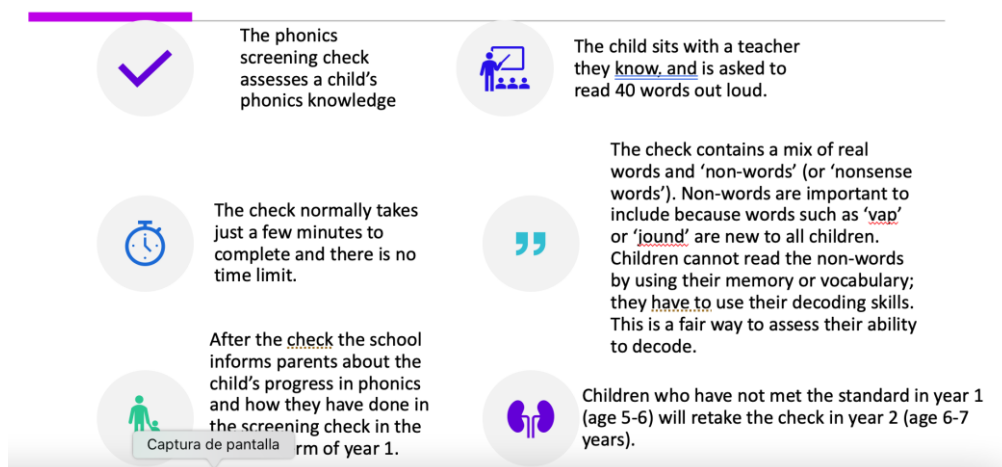 The phonics
screening check
assesses a child's
phonics knowledge
The child sits with a teacher
they know, and is asked to
read 40 words out loud.
The check normally takes
just a few minutes to
complete and there is no
time limit.
The check contains a mix of real
words and 'non-words' (or 'nonsense
words'). Non-words are important to
include because words such as 'vap'
or 'jound' are new to all children.
Children cannot read the non-words
by using their memory or vocabulary;
they have to use their decoding skills.
This is a fair way to assess their ability
to decode.
After the check the school
informs parents about the
child's progress in phonics
and how they have done in
the screening check in the
of year 1.
Captura de pantalla
Children who have not met the standard in year 1
(age 5-6) will retake the check in year 2 (age 6-7
years).